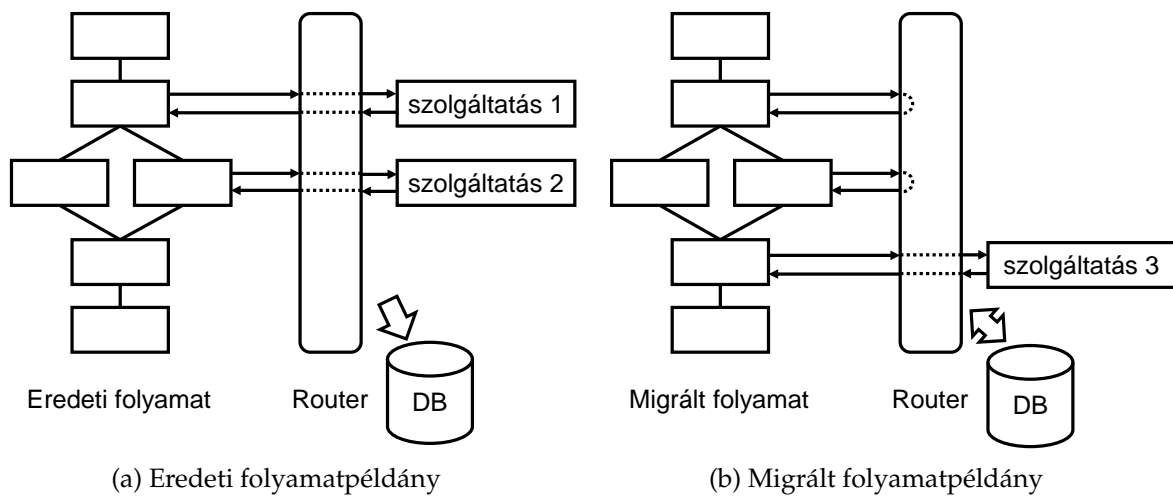 szolgáltatás 1
szolgáltatás 2
Eredeti folyamat
Router
DB
(a) Eredeti folyamatpéldány
szolgáltatás 3
Migrált folyamat
Router
DB
(b) Migrált folyamatpéldány